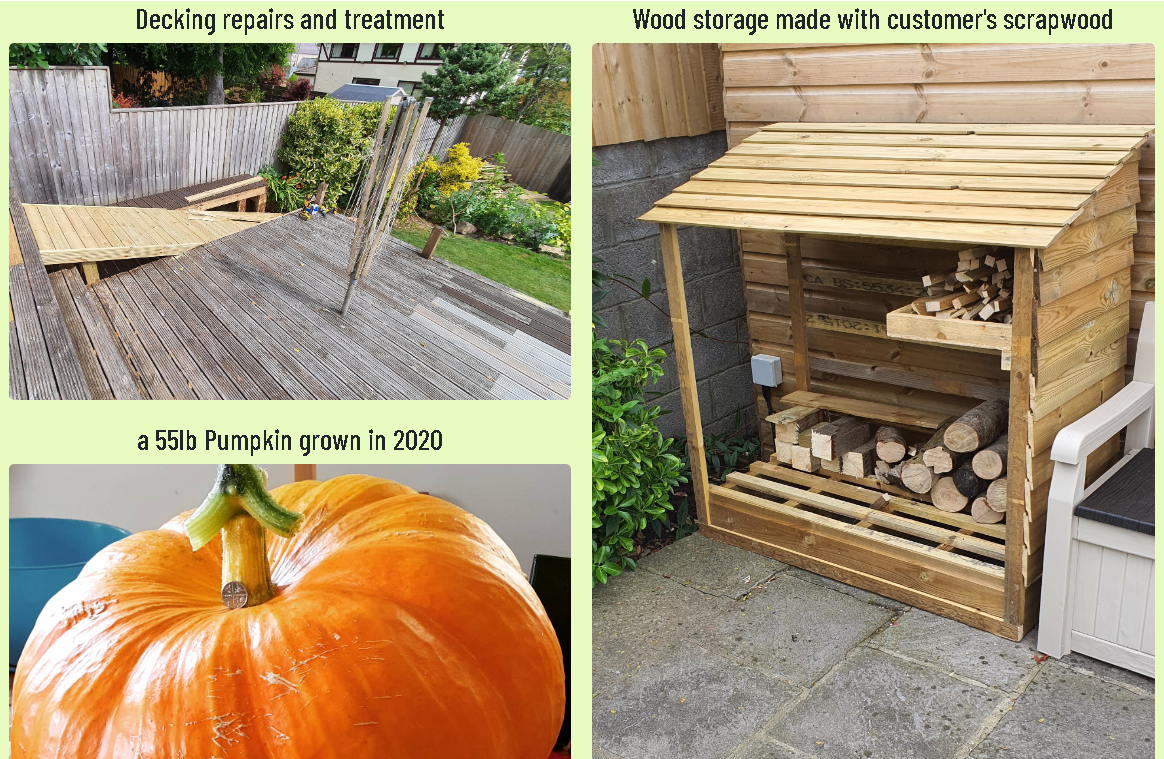 Decking repairs and treatment
Wood storage made with customer's scrapwood
a 55lb Pumpkin grown in 2020